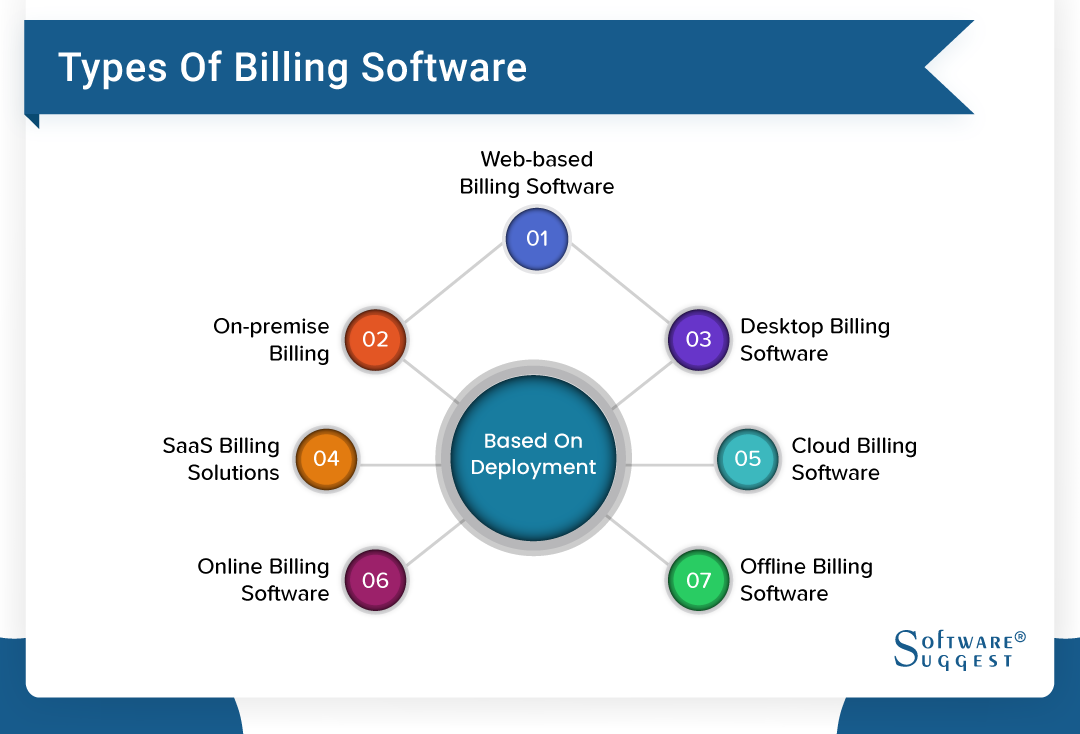 Types Of Billing Software
Web-based
Billing Software
01
On-premise
Billing
02
03
Desktop Billing
Software
Based On
Deployment
SaaS Billing
Solutions
04
05
Cloud Billing
Software
Online Billing
Software
06
07
Offline Billing
Software
SOFTWARE®
SUGGEST